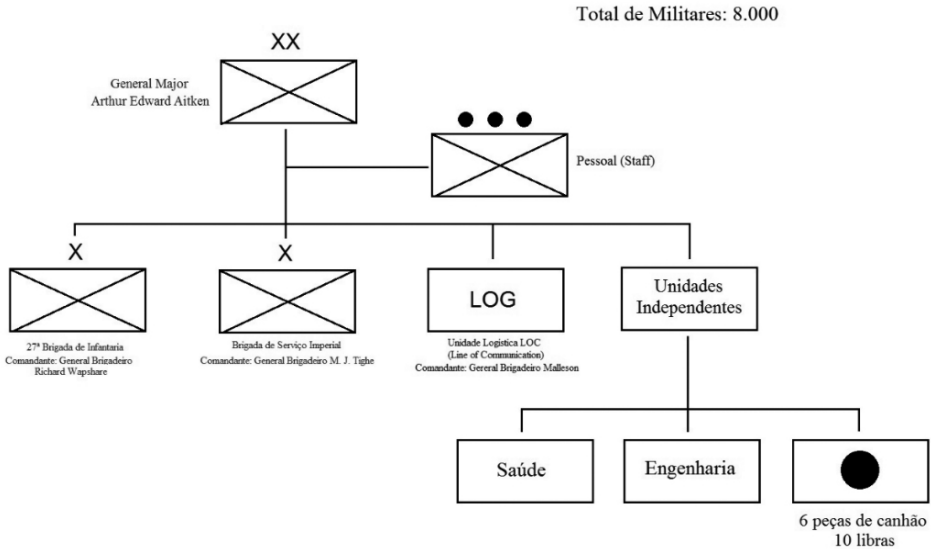 Total de Militares: 8.000
XX
General Major
Arthur Edward Aitken
Pessoal (Staff)
X
27ª Brigada de Infantaria
Comandante: General Brigadeiro
Richard Wapshare
X
Brigada de Serviço Imperial
Comandante: General Brigadeiro M. J. Tighe
LOG
Unidade Logística LOC
(Line of Communication)
Comandante: Gereral Brigadeiro Malleson
Unidades
Independentes
Saúde
Engenharia
6 peças de canhão
10 libras